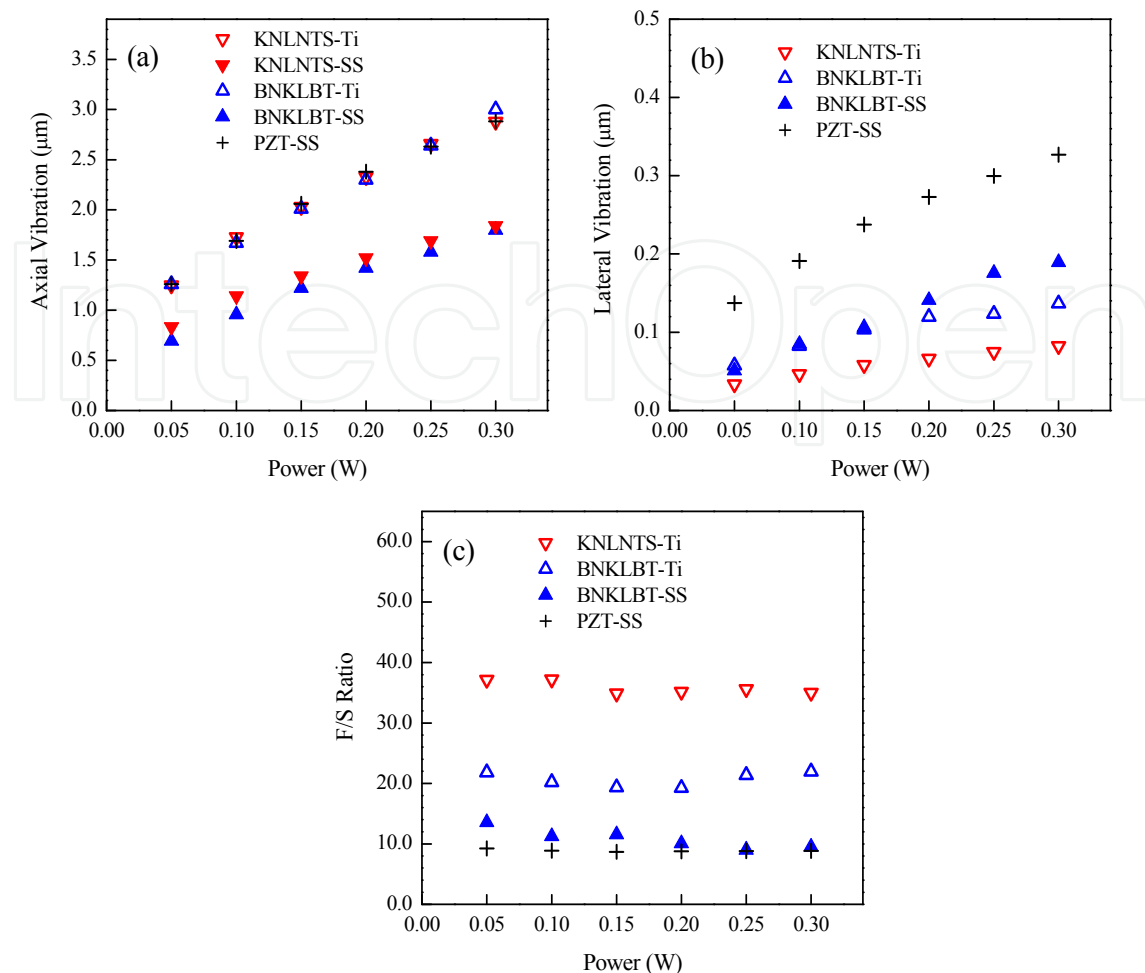 (a)
KNLNTS-Ti
KNLNTS-SS
BNKLBT-Ti
BNKLBT-SS
PZT-SS
Axial Vibration (μm)
3.5
3.0
2.5
2.0
1.5
1.0
0.5
0.0
0.00 0.05 0.10 0.15 0.20 0.25 0.30
Power (W)
(b)
KNLNTS-Ti
BNKLBT-Ti
BNKLBT-SS
PZT-SS
Lateral Vibration (μm)
0.5
0.4
0.3
0.2
0.1
0.0
0.00 0.05 0.10 0.15 0.20 0.25 0.30
Power (W)
IntechOpen
(c)
KNLNTS-Ti
BNKLBT-Ti
BNKLBT-SS
PZT-SS
F/S Ratio
60.0
50.0
40.0
30.0
20.0
10.0
0.0
0.00 0.05 0.10 0.15 0.20 0.25 0.30
Power (W)